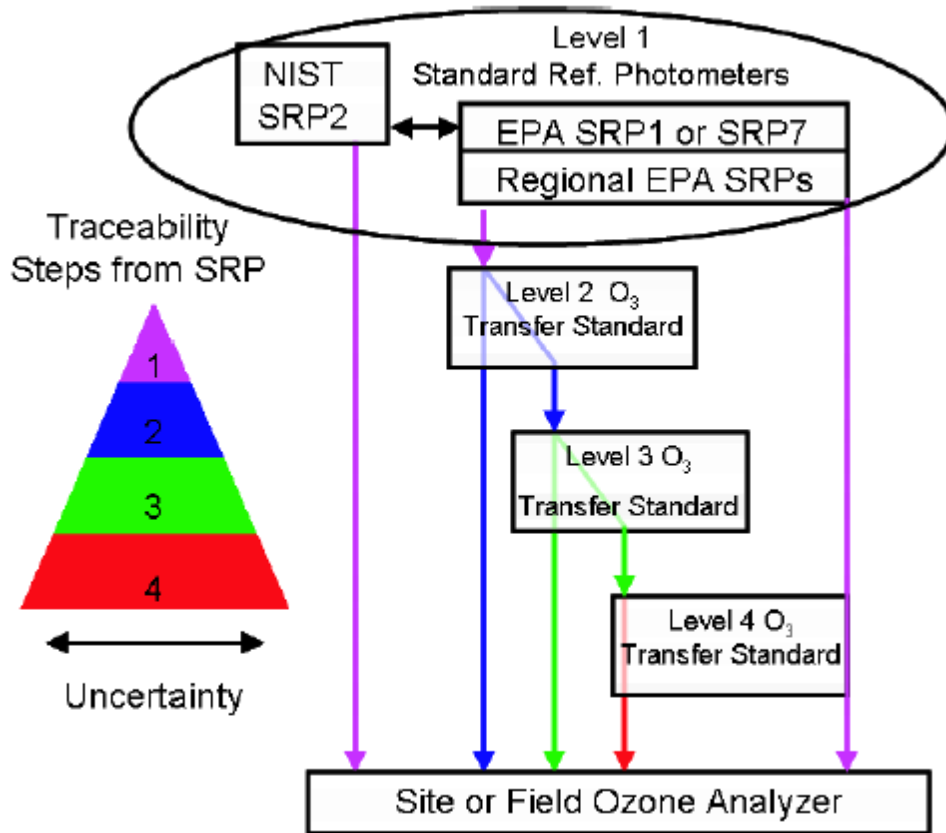 Level 1
Standard Ref. Photometers
NIST
SRP2
EPA SRP1 or SRP7
Regional EPA SRPs
Traceability
Steps from SRP
1
2
3
4
Uncertainty
Level 2 O₃
Transfer Standard
Level 3 O₃
Transfer Standard
Level 4 O₃
Transfer Standard
Site or Field Ozone Analyzer